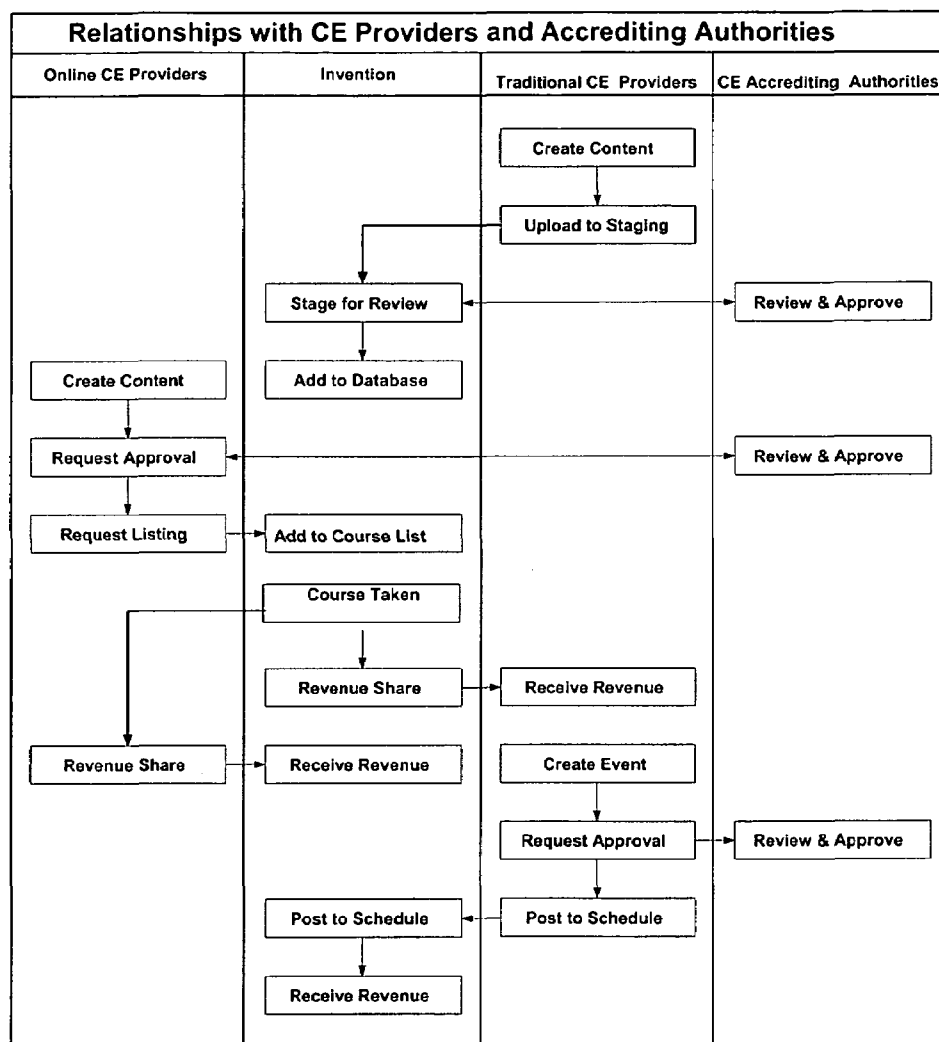 Relationships with CE Providers and Accrediting Authorities
Online CE Providers
Invention
Traditional CE Providers
CE Accrediting Authorities
Create Content
Upload to Staging
Stage for Review
Review & Approve
Add to Database
Create Content
Request Approval
Review & Approve
Request Listing
Add to Course List
Course Taken
Revenue Share
Receive Revenue
Revenue Share
Receive Revenue
Create Event
Request Approval
Review & Approve
Post to Schedule
Post to Schedule
Receive Revenue